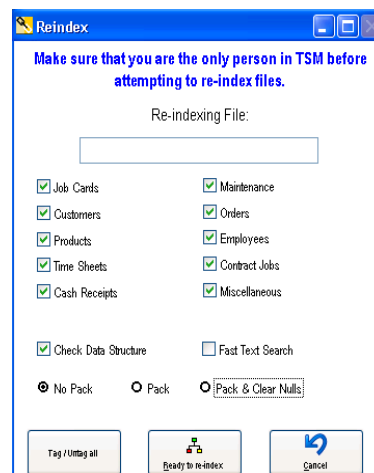 Reindex
Make sure that you are the only person in TSM before
attempting to re-index files.
Re-indexing File:
Job Cards
Maintenance
Customers
Orders
Products
Employees
Time Sheets
Contract Jobs
Cash Receipts
Miscellaneous
Check Data Structure
Fast Text Search
No Pack
Pack
Pack & Clear Nulls
Tag / Untag all
Ready to re-index
Cancel